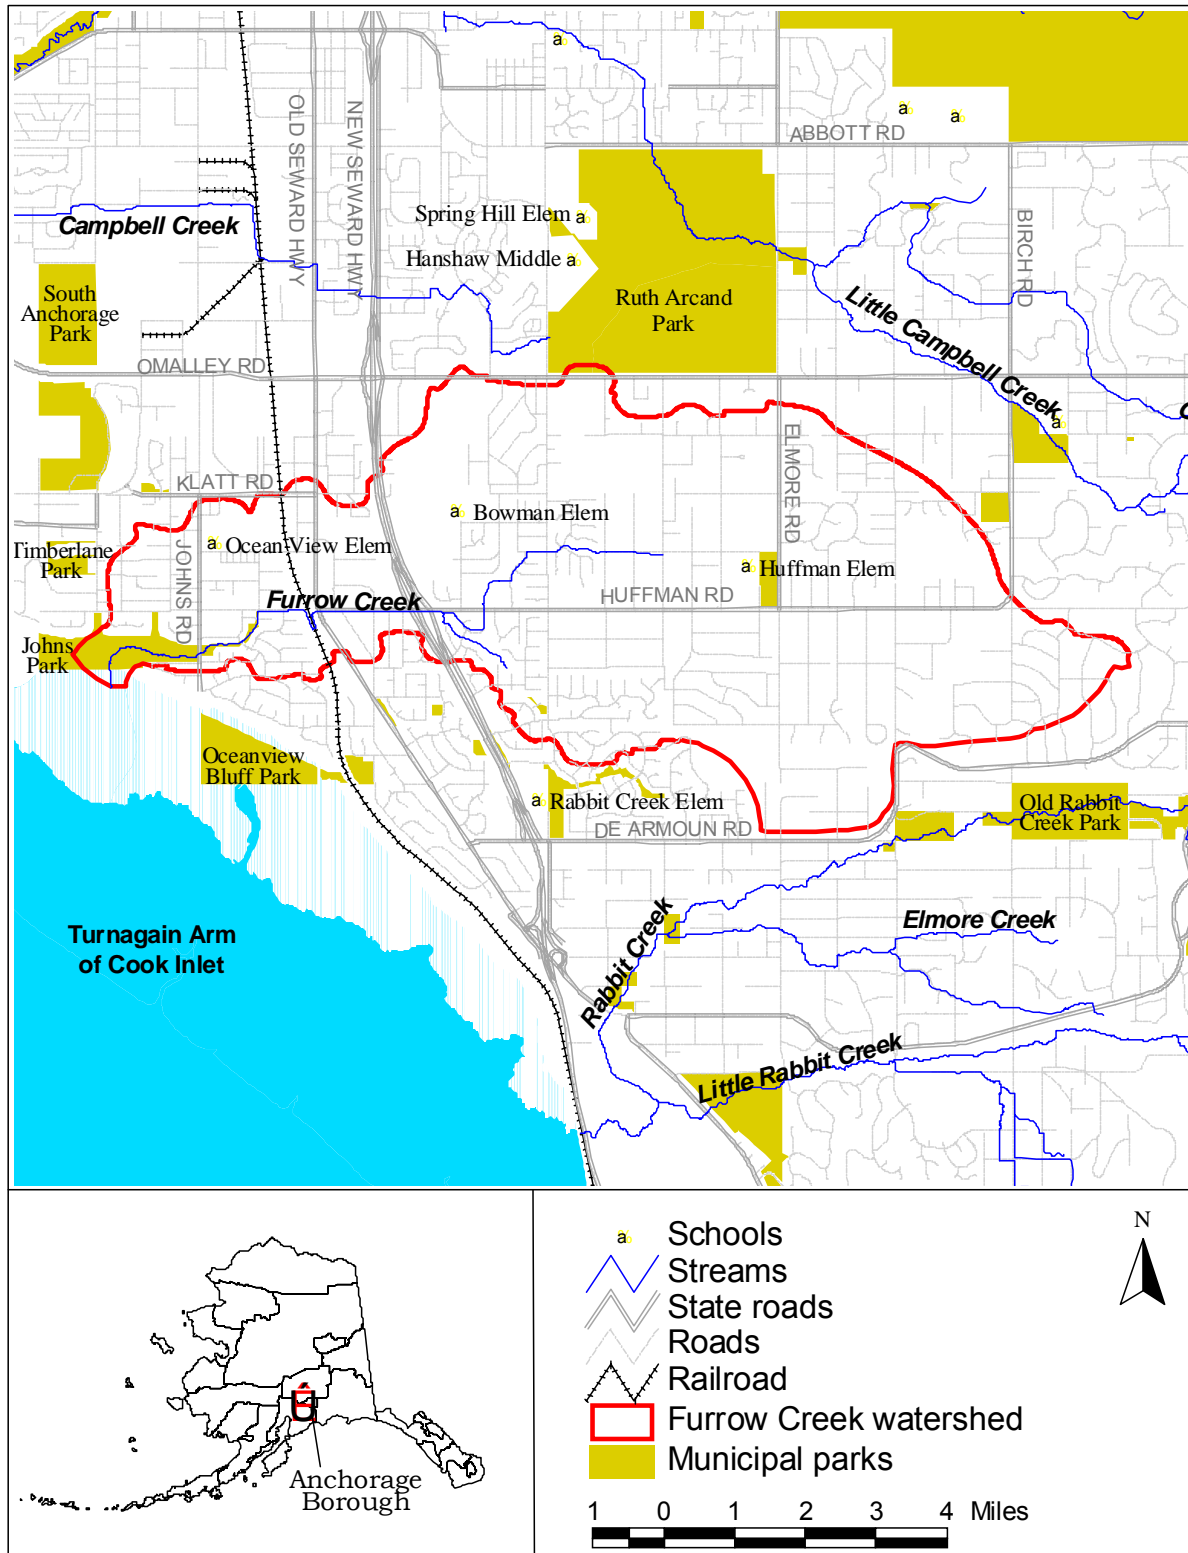 a
a
a
ABBOTT RD
OLD SEWARD HWY
NEW SEWARD HWY
BIRCH RD
Campbell Creek
Spring Hill Elem a
Hanshaw Middle a
South
Anchorage
Park
Ruth Arcand
Park
Little Campbell Creek
OMALLEY RD
a
C
ELMORE RD
KLATT RD
a Bowman Elem
a Ocean View Elem
Timberlane
Park
JOHNS RD
a Huffman Elem
Furrow Creek
HUFFMAN RD
Johns
Park
Oceanview
Bluff Park
a Rabbit Creek Elem
DE ARMOUN RD
Old Rabbit
Creek Park
Rabbit Creek
Elmore Creek
Turnagain Arm
of Cook Inlet
Little Rabbit Creek
Anchorage
Borough
a Schools
Streams
State roads
Roads
Railroad
Furrow Creek watershed
Municipal parks
N
1 0 1 2 3 4 Miles